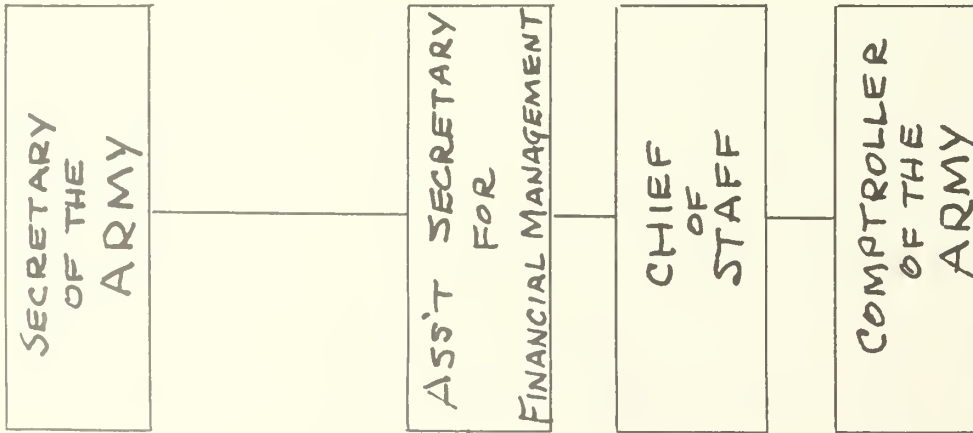 SECRETARY
OF THE
ARMY
ASS'T SECRETARY
FOR
FINANCIAL MANAGEMENT
CHIEF
OF
STAFF
COMPTROLLER
OF THE
ARMY